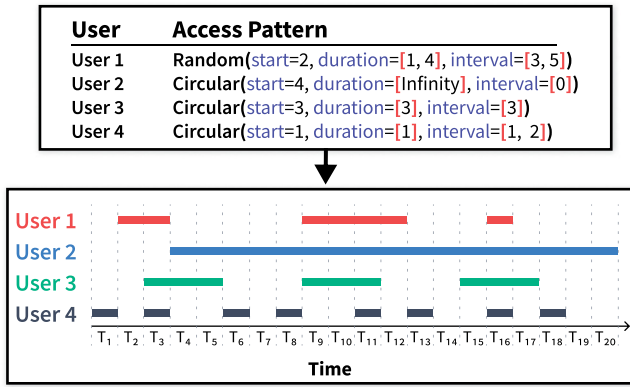 User Access Pattern
User 1 Random(start=2, duration=[1, 4], interval=[3, 5])
User 2 Circular(start=4, duration=[Infinity], interval=[0])
User 3 Circular(start=3, duration=[3], interval=[3])
User 4 Circular(start=1, duration=[1], interval=[1, 2])
User 1
User 2
User 3
User 4
T₁ T₂ T₃ T₄ T₅ T₆ T₇ T₈ T₉ T₁₀ T₁₁ T₁₂ T₁₃ T₁₄ T₁₅ T₁₆ T₁₇ T₁₈ T₁₉ T₂₀
Time